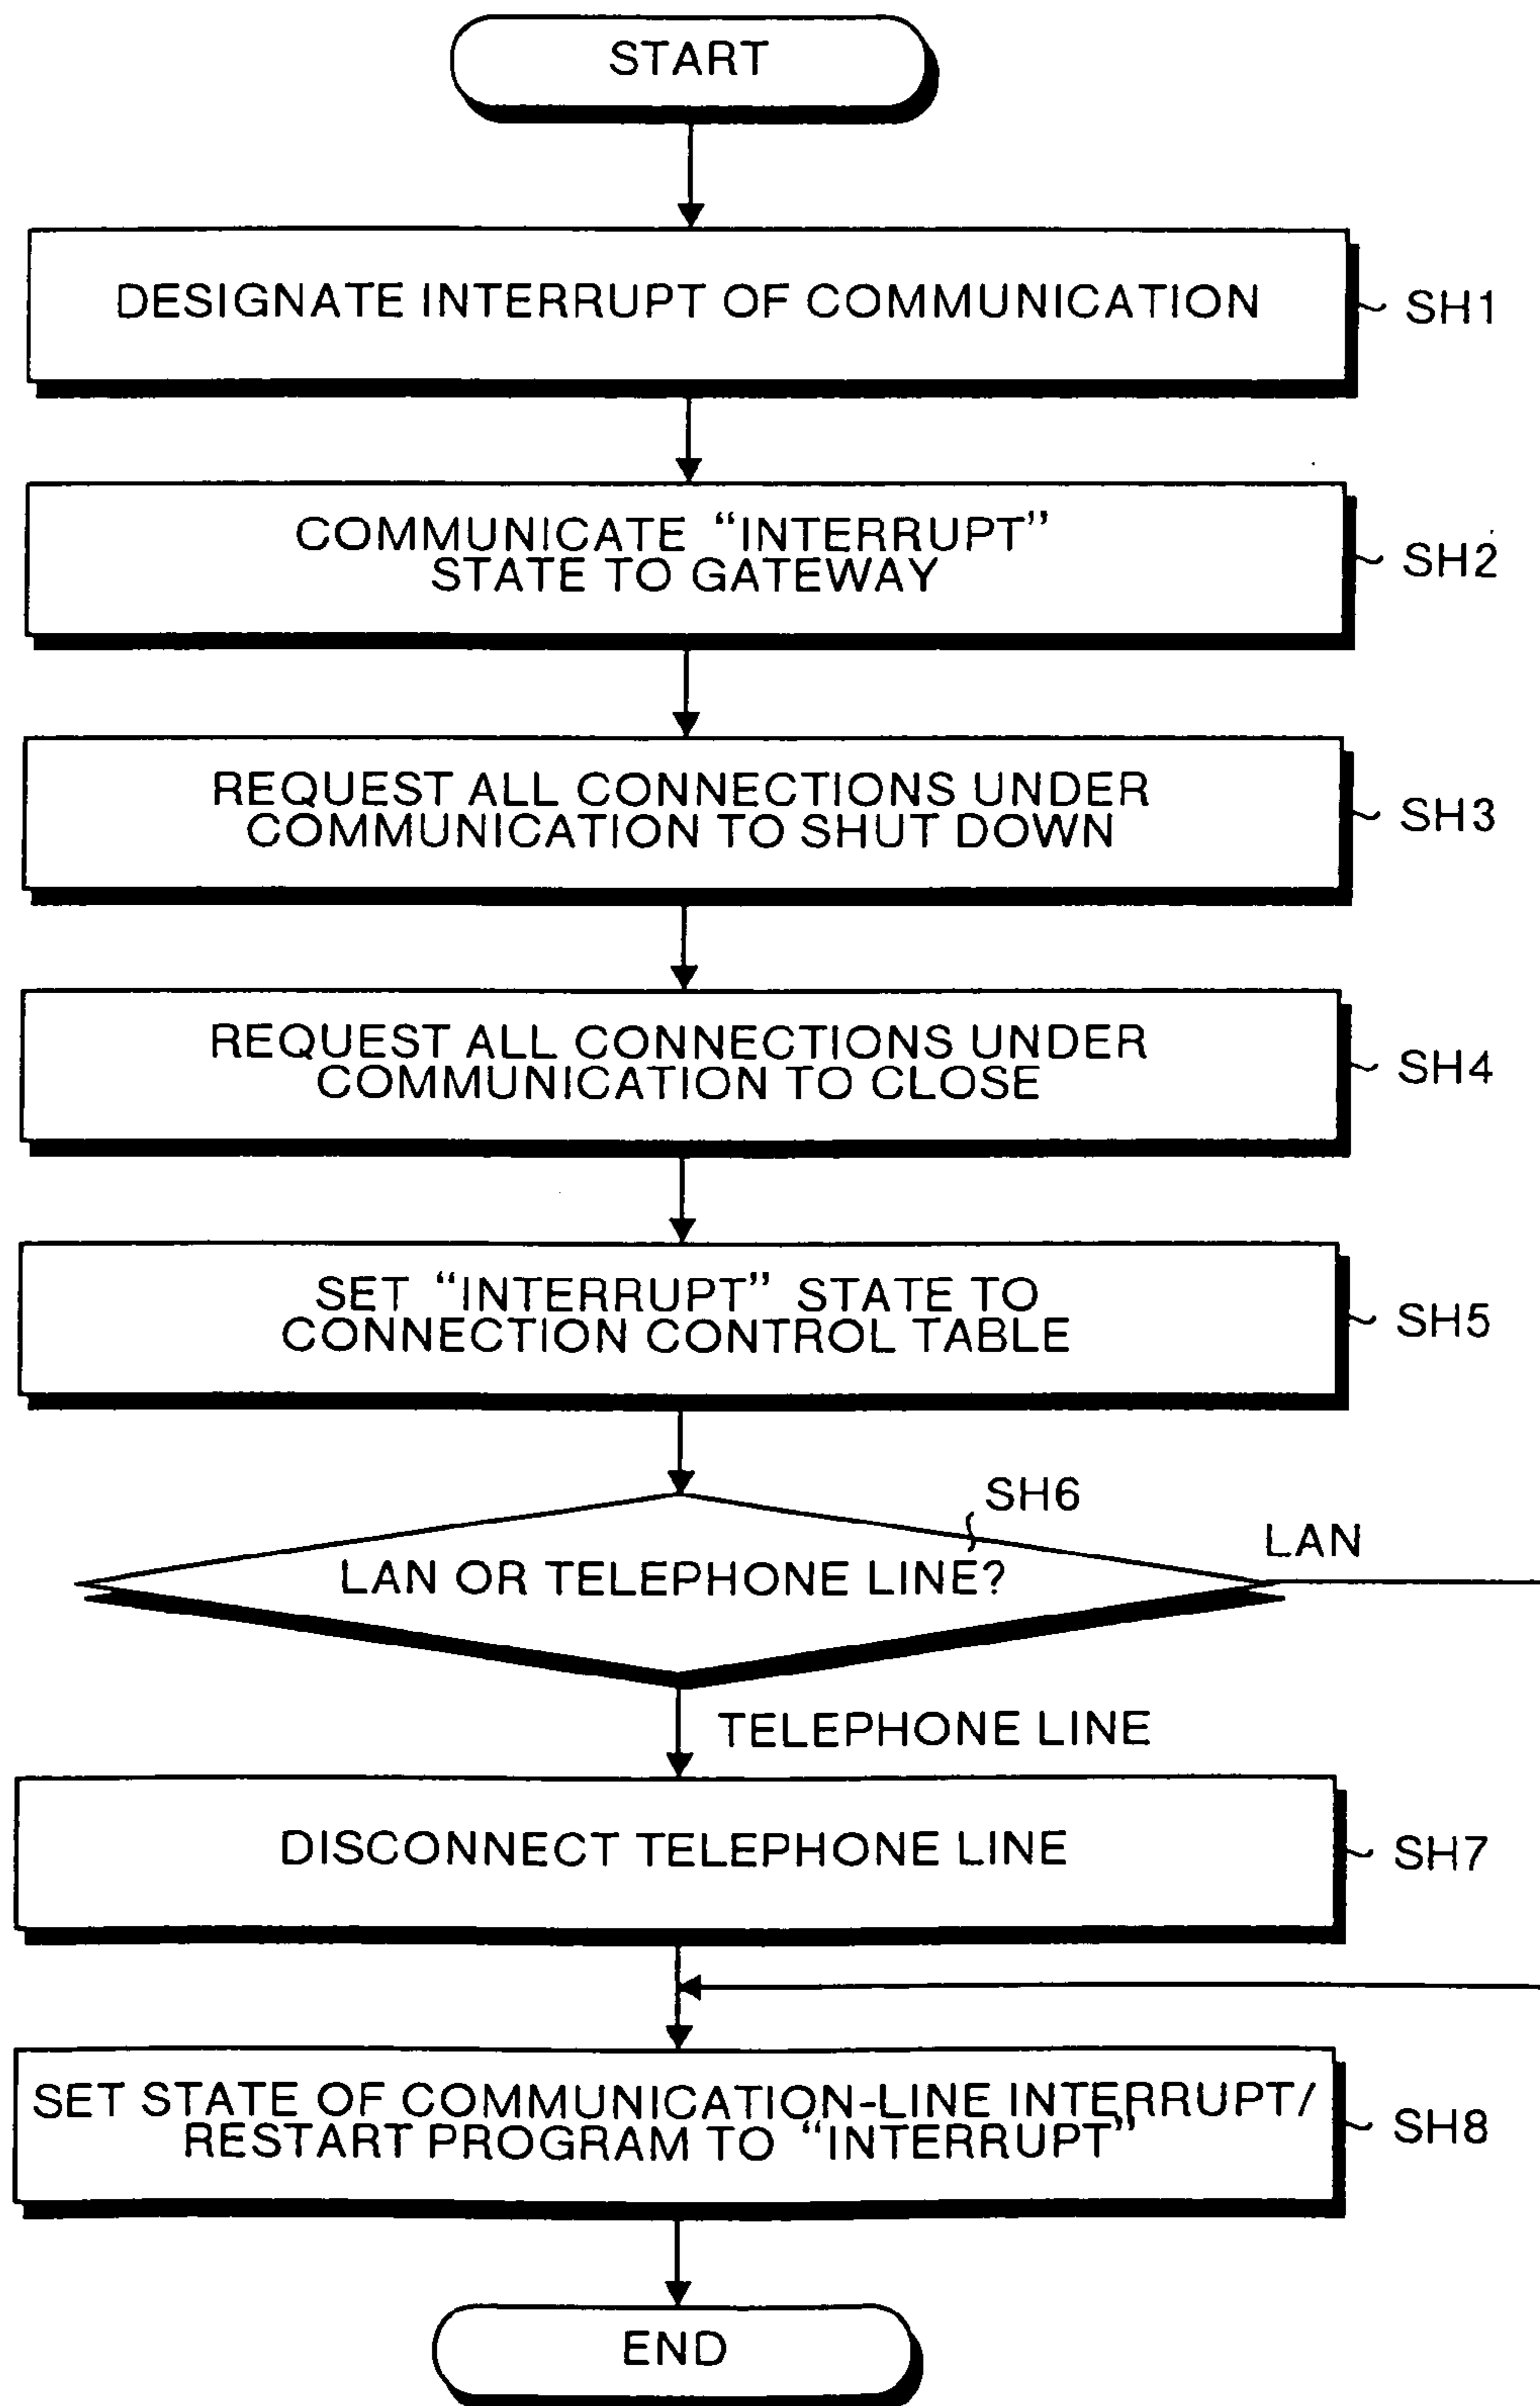 START
DESIGNATE INTERRUPT OF COMMUNICATION
SH1
COMMUNICATE “INTERRUPT”
STATE TO GATEWAY
SH2
REQUEST ALL CONNECTIONS UNDER
COMMUNICATION TO SHUT DOWN
SH3
REQUEST ALL CONNECTIONS UNDER
COMMUNICATION TO CLOSE
SH4
SET “INTERRUPT” STATE TO
CONNECTION CONTROL TABLE
SH5
SH6
LAN OR TELEPHONE LINE?
LAN
TELEPHONE LINE
DISCONNECT TELEPHONE LINE
SH7
SET STATE OF COMMUNICATION-LINE INTERRUPT/
RESTART PROGRAM TO “INTERRUPT”
SH8
END